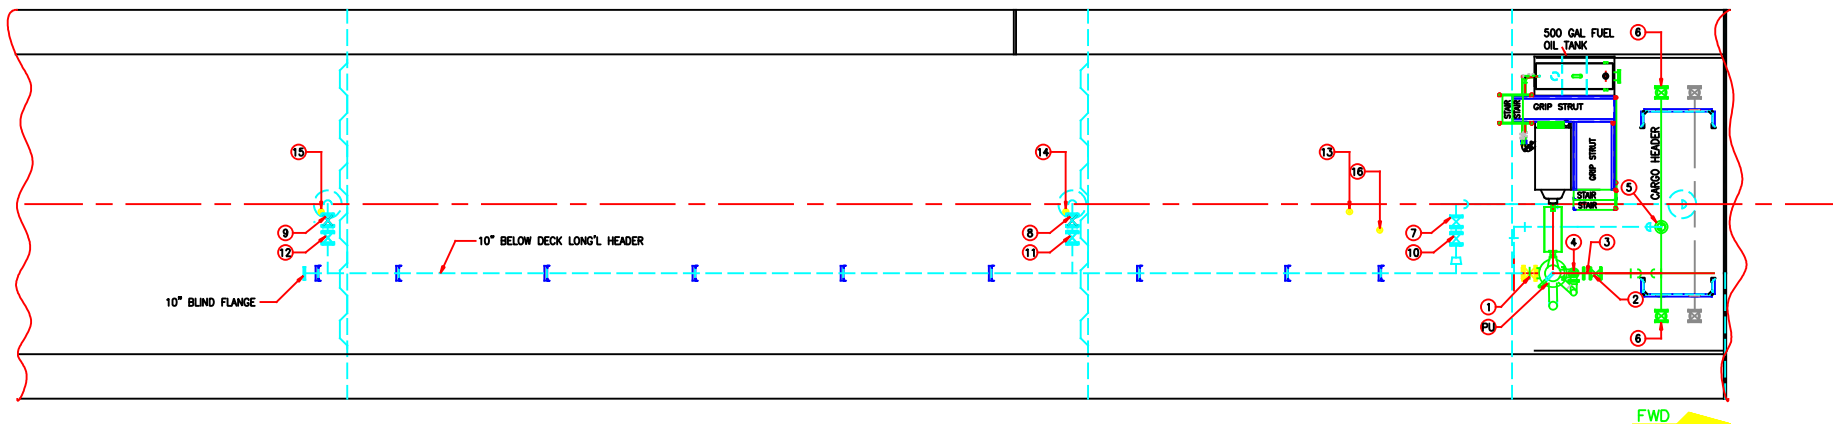 500 GAL FUEL
OIL TANK
6
STAIR
STAIR
GRIP STRUT
GRIP STRUT
CARGO HEADER
15
14
13
16
5
STAIR
STAIR
9
12
8
11
7
10
4
3
10" BELOW DECK LONG'L HEADER
10" BLIND FLANGE
1
2
PU
6
FWD